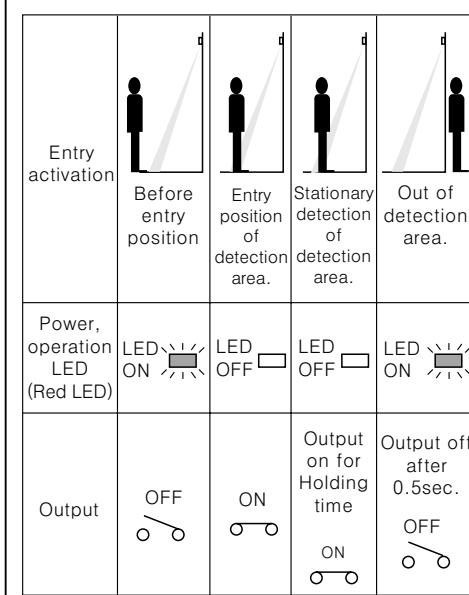 Entry
activation
Before
entry
position
Entry
position
of
detection
area.
Stationary
detection
of
detection
area.
Out of
detection
area.
Power,
operation
LED
(Red LED)
LED
ON
LED
OFF
LED
OFF
LED
ON
Output
OFF
ON
Output
on for
Holding
time
ON
Output off
after
0.5sec.
OFF